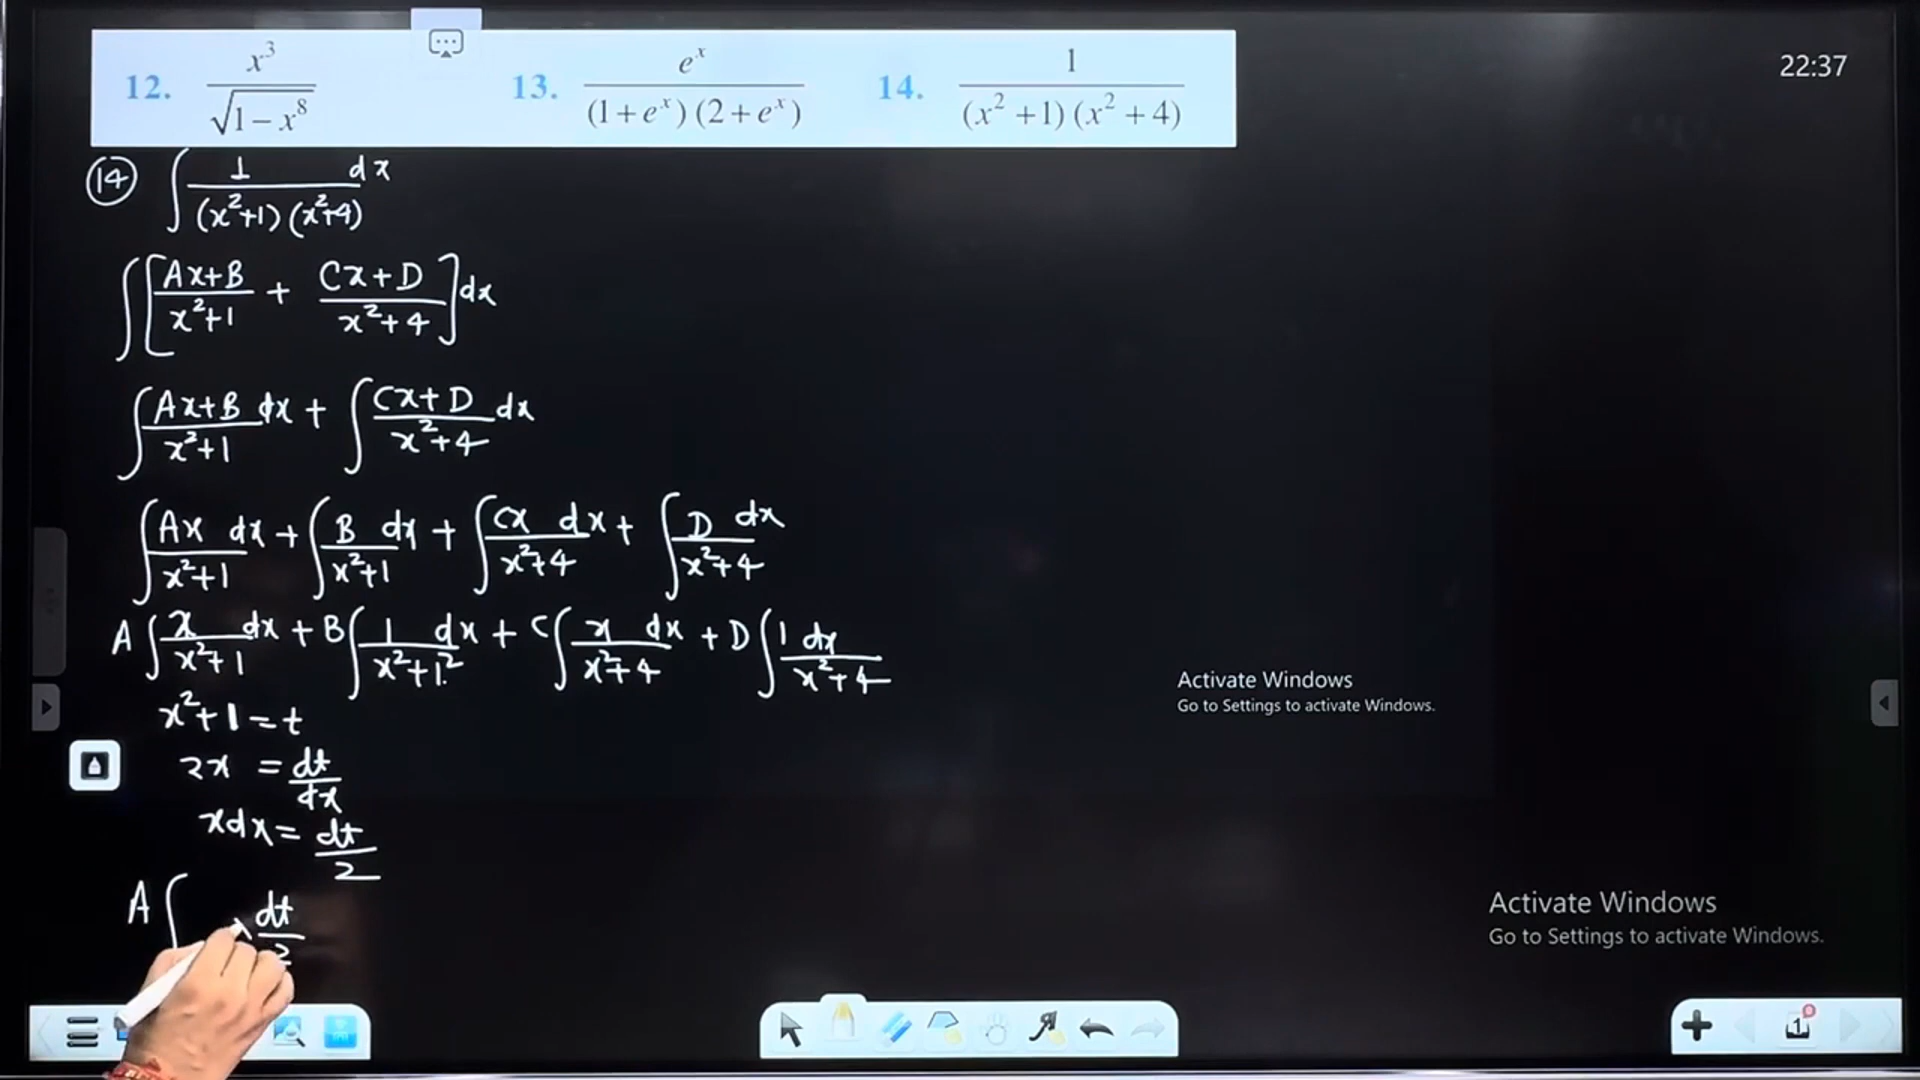 12. x³/√(1−x⁸) 13. eˣ/((1+eˣ)(2+eˣ)) 14. 1/((x²+1)(x²+4))
22:37
(14) ∫ 1 dx/((x²+1)(x²+4))
∫[(Ax+B)/(x²+1) + (Cx+D)/(x²+4)]dx
∫(Ax+B)/(x²+1) dx + ∫(Cx+D)/(x²+4) dx
∫Ax dx/(x²+1) + ∫B dx/(x²+1) + ∫Cx dx/(x²+4) + ∫D dx/(x²+4)
A∫x dx/(x²+1) + B∫1 dx/(x²+1²) + C∫x dx/(x²+4) + D∫1 dx/(x²+4)
x²+1=t
2x = dt/dx
xdx = dt/2
A∫ dt/2
Activate Windows
Go to Settings to activate Windows.
Activate Windows
Go to Settings to activate Windows.
1